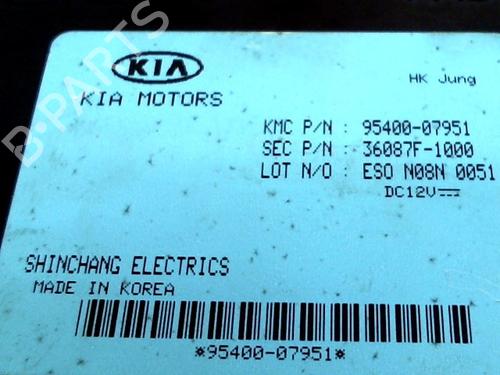 KIA
HK Jung
KIA MOTORS
KMC P/N : 95400-07951
SEC P/N : 36087F-1000
LOT N/O : ESO N08N 0051
DC12V
SHINCHANG ELECTRICS
MADE IN KOREA
*95400-07951*
B-PARTS